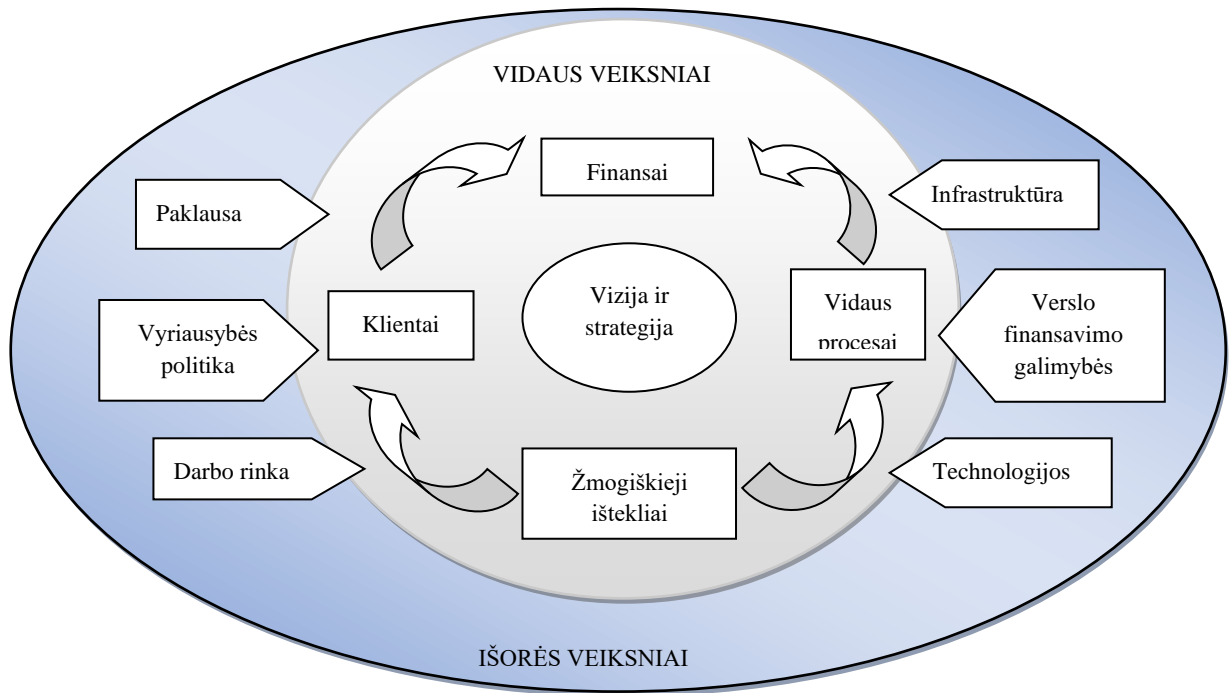 VIDAUS VEIKSNIAI
Finansai
Paklausa
Infrastruktūra
Klientai
Vizija ir
strategija
Vidaus
procesai
Vyriausybės
politika
Verslo
finansavimo
galimybės
Darbo rinka
Žmogiškieji
ištekliai
Technologijos
IŠORĖS VEIKSNIAI